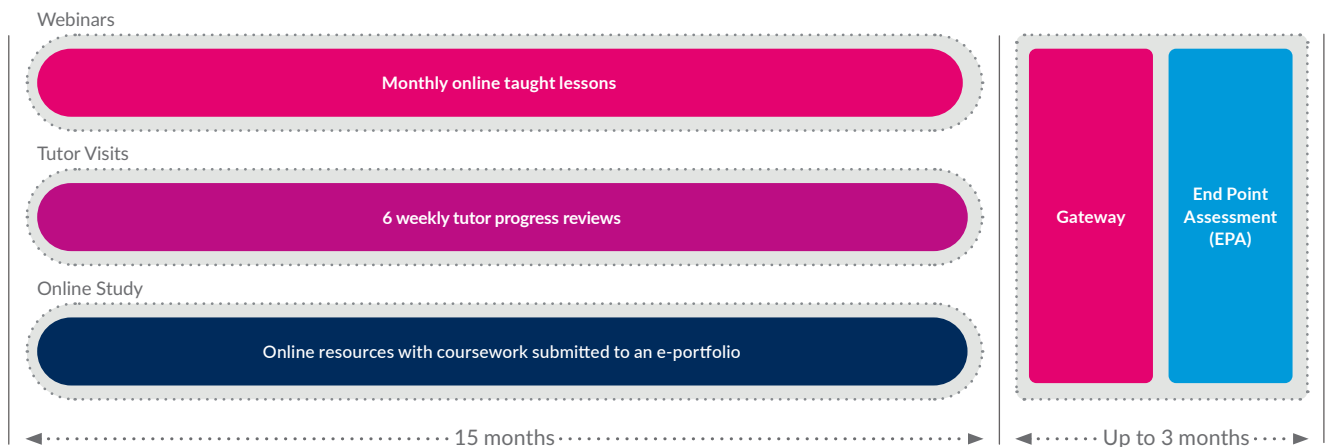 Webinars
Monthly online taught lessons
Tutor Visits
6 weekly tutor progress reviews
Online Study
Online resources with coursework submitted to an e-portfolio
Gateway
End Point
Assessment
(EPA)
15 months
Up to 3 months